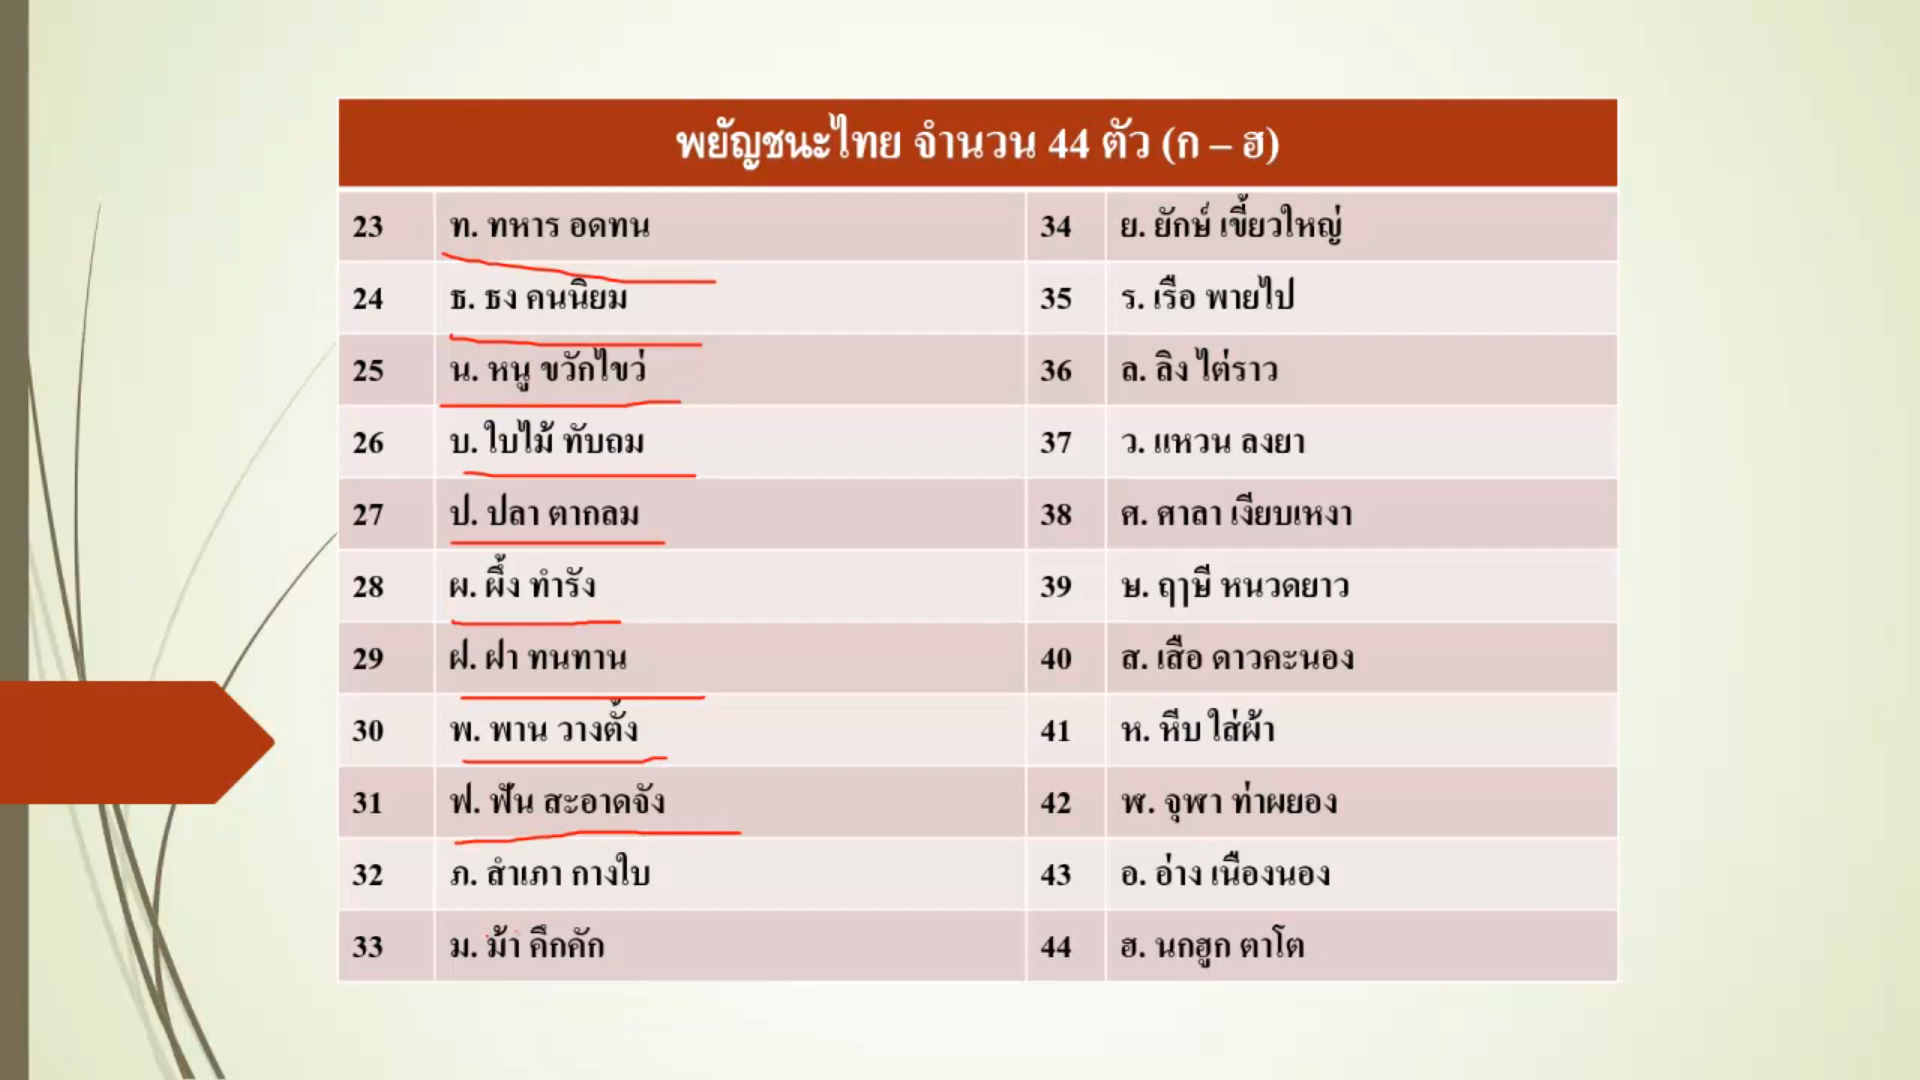 พยัญชนะไทย จำนวน 44 ตัว (ก – ฮ)
23 ท. ทหาร อดทน 34 ย. ยักษ์ เขี้ยวใหญ่
24 ธ. ธง คนนิยม 35 ร. เรือ พายไป
25 น. หนู ขวักไขว่ 36 ล. ลิง ไต่ราว
26 บ. ใบไม้ ทับถม 37 ว. แหวน ลงยา
27 ป. ปลา ตากลม 38 ศ. ศาลา เงียบเหงา
28 ผ. ผึ้ง ทำรัง 39 ษ. ฤๅษี หนวดยาว
29 ฝ. ฝา ทนทาน 40 ส. เสือ ดาวคะนอง
30 พ. พาน วางตั้ง 41 ห. หีบ ใส่ผ้า
31 ฟ. ฟัน สะอาดจัง 42 ฬ. จุฬา ท่าผยอง
32 ภ. สำเภา กางใบ 43 อ. อ่าง เนืองนอง
33 ม. ม้า คึกคัก 44 ฮ. นกฮูก ตาโต